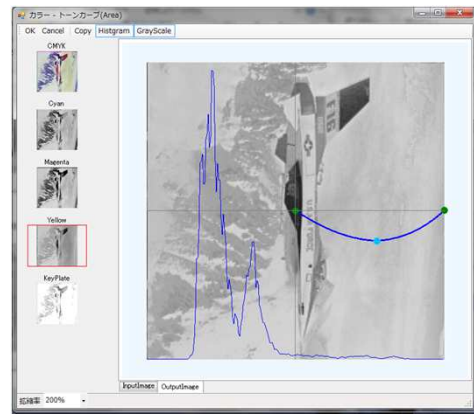 カラー - トーンカーブ(Area)
OK Cancel Copy Histgram GrayScale
CMYK
Cyan
Magenta
Yellow
KeyPlate
F16
InputImage OutputImage
拡縮率 200%